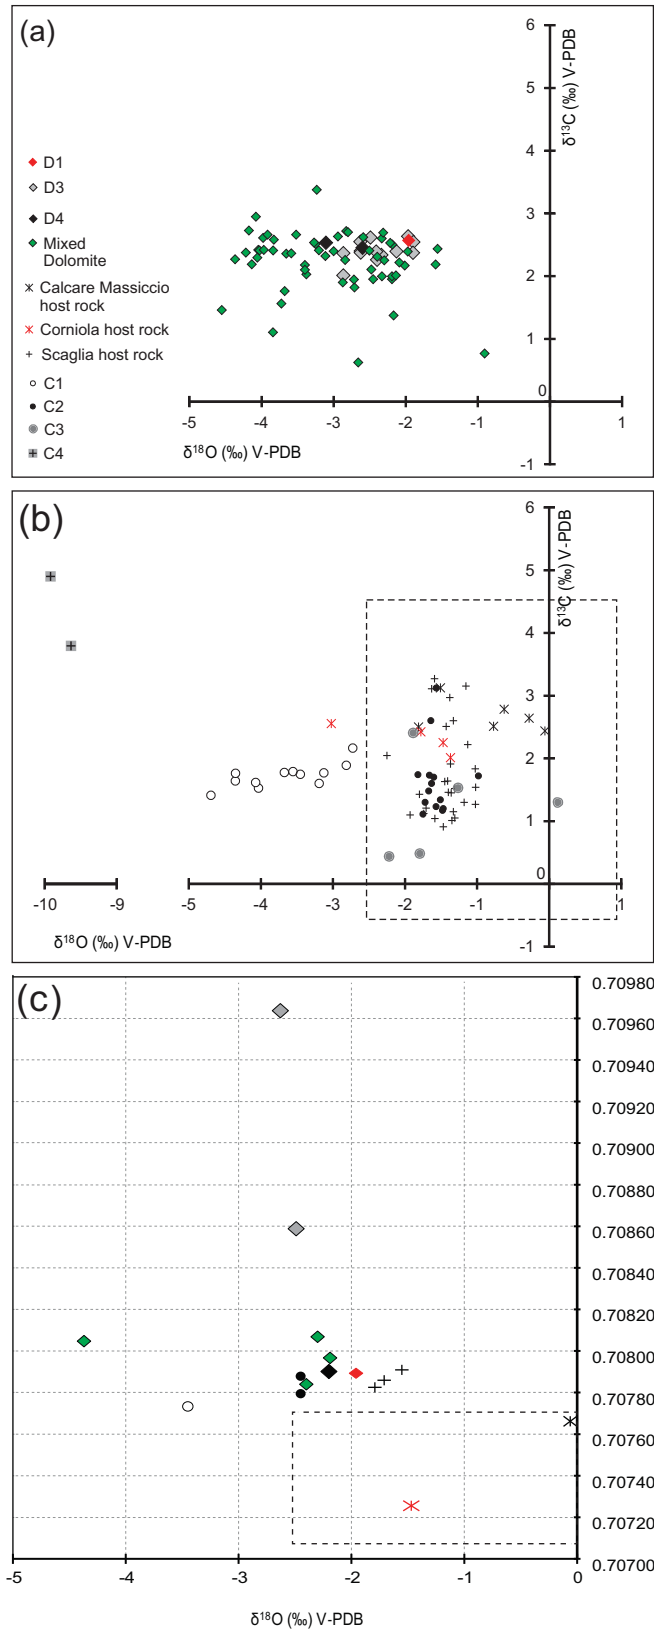 (a)
6
5
4
3
2
1
0
-1
δ13C (‰) V-PDB
D1
D3
D4
Mixed
Dolomite
Calcare Massiccio
host rock
Corniola host rock
Scaglia host rock
C1
C2
C3
C4
-5 -4 -3 -2 -1 1
δ18O (‰) V-PDB
(b)
6
5
4
3
2
1
0
-1
δ13C (‰) V-PDB
-10 -9 -5 -4 -3 -2 -1 1
δ18O (‰) V-PDB
(c)
0.70980
0.70960
0.70940
0.70920
0.70900
0.70880
0.70860
0.70840
0.70820
0.70800
0.70780
0.70760
0.70740
0.70720
0.70700
-5 -4 -3 -2 -1 0
δ18O (‰) V-PDB